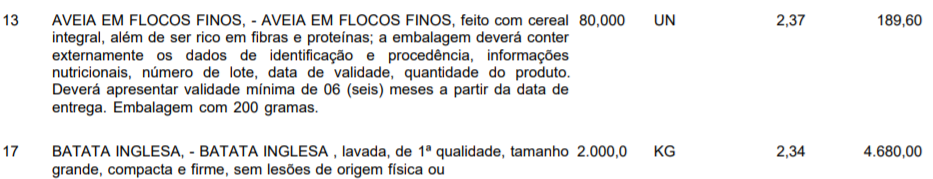 13 AVEIA EM FLOCOS FINOS, - AVEIA EM FLOCOS FINOS, feito com cereal 80,000 UN 2,37 189,60
integral, além de ser rico em fibras e proteínas; a embalagem deverá conter
externamente os dados de identificação e procedência, informações
nutricionais, número de lote, data de validade, quantidade do produto.
Deverá apresentar validade mínima de 06 (seis) meses a partir da data de
entrega. Embalagem com 200 gramas.
17 BATATA INGLESA, - BATATA INGLESA , lavada, de 1ª qualidade, tamanho 2.000,0 KG 2,34 4.680,00
grande, compacta e firme, sem lesões de origem física ou